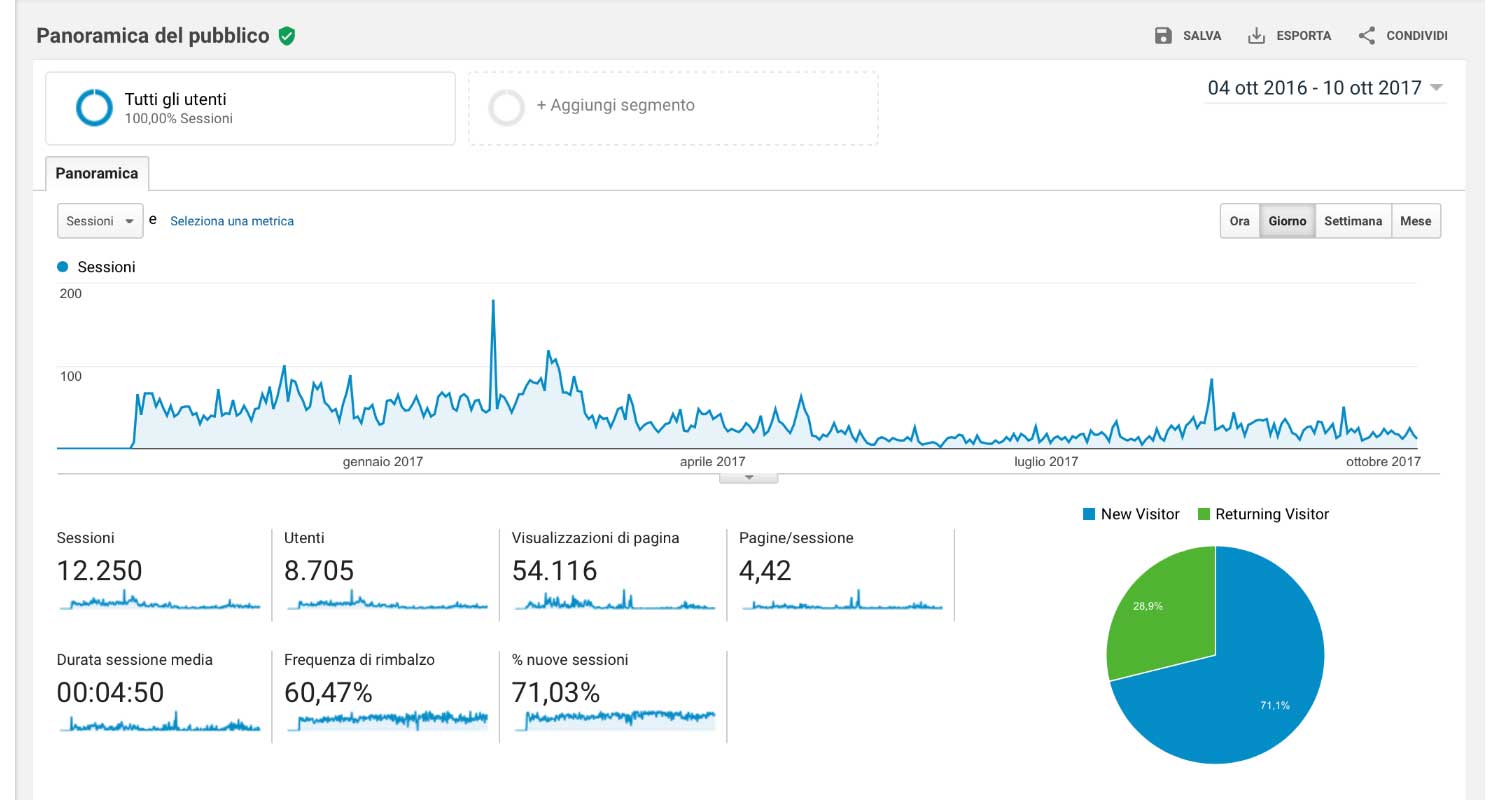 Panoramica del pubblico
SALVA
ESPORTA
CONDIVIDI
Tutti gli utenti
100,00% Sessioni
+ Aggiungi segmento
04 ott 2016 - 10 ott 2017
Panoramica
Sessioni
e
Seleziona una metrica
Ora
Giorno
Settimana
Mese
Sessioni
200
100
gennaio 2017
aprile 2017
luglio 2017
ottobre 2017
Sessioni
12.250
Utenti
8.705
Visualizzazioni di pagina
54.116
Pagine/sessione
4,42
Durata sessione media
00:04:50
Frequenza di rimbalzo
60,47%
% nuove sessioni
71,03%
New Visitor
Returning Visitor
28,9%
71,1%